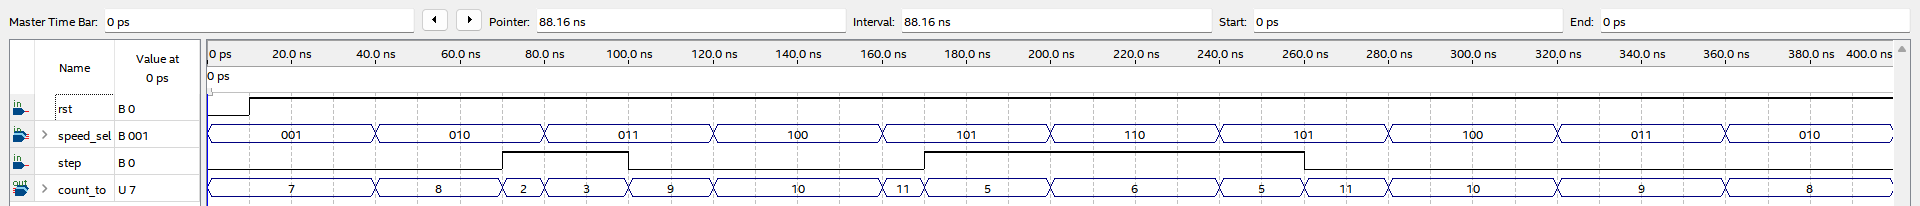 Master Time Bar: 0 ps Pointer: 88.16 ns Interval: 88.16 ns Start: 0 ps End: 0 ps
Name Value at 0 ps
0 ps 20.0 ns 40.0 ns 60.0 ns 80.0 ns 100.0 ns 120.0 ns 140.0 ns 160.0 ns 180.0 ns 200.0 ns 220.0 ns 240.0 ns 260.0 ns 280.0 ns 300.0 ns 320.0 ns 340.0 ns 360.0 ns 380.0 ns 400.0 ns
0 ps
in rst B 0
in speed_sel B 001 001 010 011 100 101 110 101 100 011 010
in step B 0
out count_to U 7 7 8 2 3 9 10 11 5 6 5 11 10 9 8